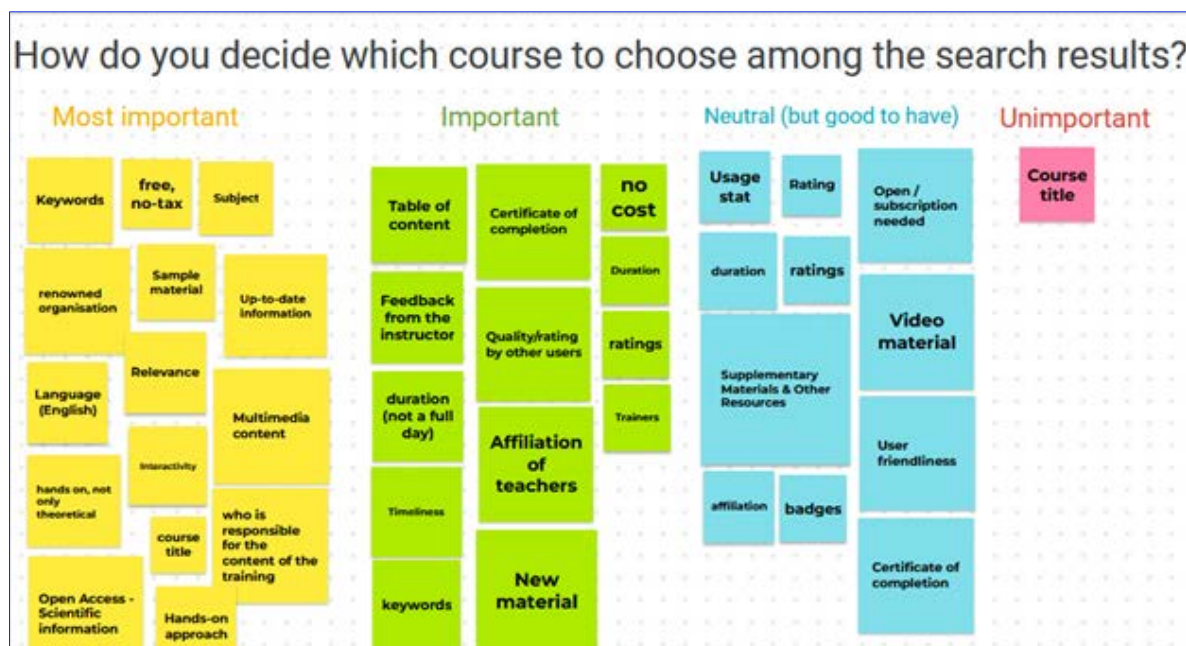 How do you decide which course to choose among the search results?
Most important
Keywords
free,
no-tax
Subject
renowned
organisation
Sample
material
Up-to-date
information
Language
(English)
Relevance
Multimedia
content
Interactivity
hands on, not
only
theoretical
course
title
who is
responsible
for the
content of the
training
Open Access -
Scientific
information
Hands-on
approach
Important
Table of
content
Certificate of
completion
no
cost
Feedback
from the
instructor
Quality/rating
by other users
Duration
ratings
duration
(not a full
day)
Affiliation of
teachers
Trainers
Timeliness
keywords
New
material
Neutral (but good to have)
Usage
stat
Rating
Open /
subscription
needed
duration
ratings
Video
material
Supplementary
Materials & Other
Resources
User
friendliness
affiliation
badges
Certificate of
completion
Unimportant
Course
title